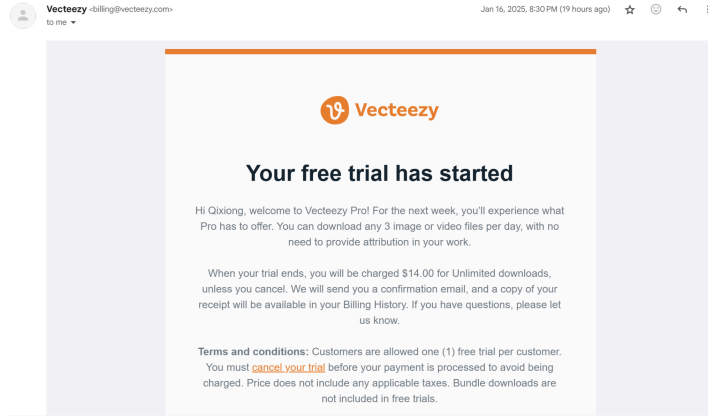 Vecteezy <billing@vecteezy.com>
Jan 16, 2025, 8:30 PM (19 hours ago)
to me
Vecteezy
Your free trial has started
Hi Qixiong, welcome to Vecteezy Pro! For the next week, you'll experience what
Pro has to offer. You can download any 3 image or video files per day, with no
need to provide attribution in your work.
When your trial ends, you will be charged $14.00 for Unlimited downloads,
unless you cancel. We will send you a confirmation email, and a copy of your
receipt will be available in your Billing History. If you have questions, please let
us know.
Terms and conditions: Customers are allowed one (1) free trial per customer.
You must cancel your trial before your payment is processed to avoid being
charged. Price does not include any applicable taxes. Bundle downloads are
not included in free trials.